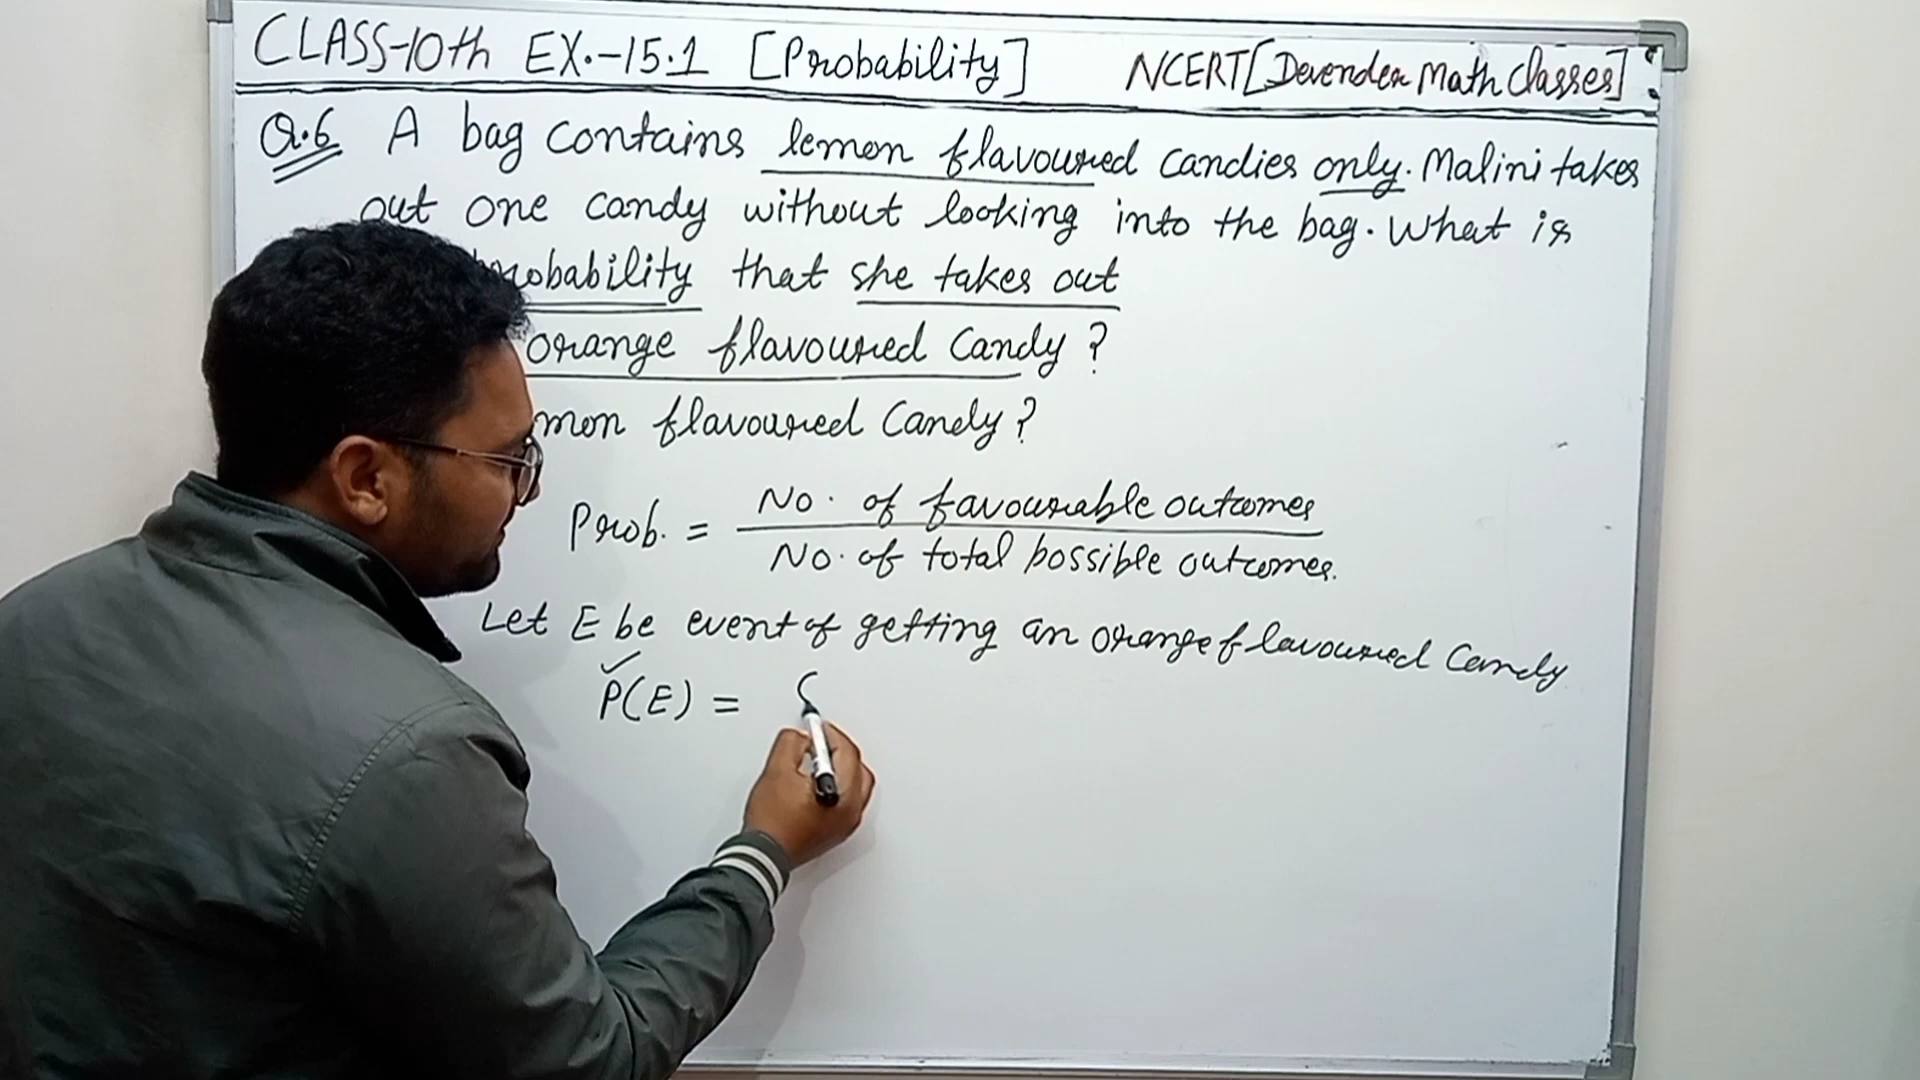 CLASS-10th EX.-15.1 [Probability] NCERT [Devender Math Classes]
Q.6 A bag contains lemon flavoured candies only. Malini takes
out one candy without looking into the bag. What is
probability that she takes out
orange flavoured Candy?
mon flavoured Candy?
Prob. = No. of favourable outcomes
No. of total possible outcomes.
Let E be event of getting an orange flavoured Candy
P(E) =